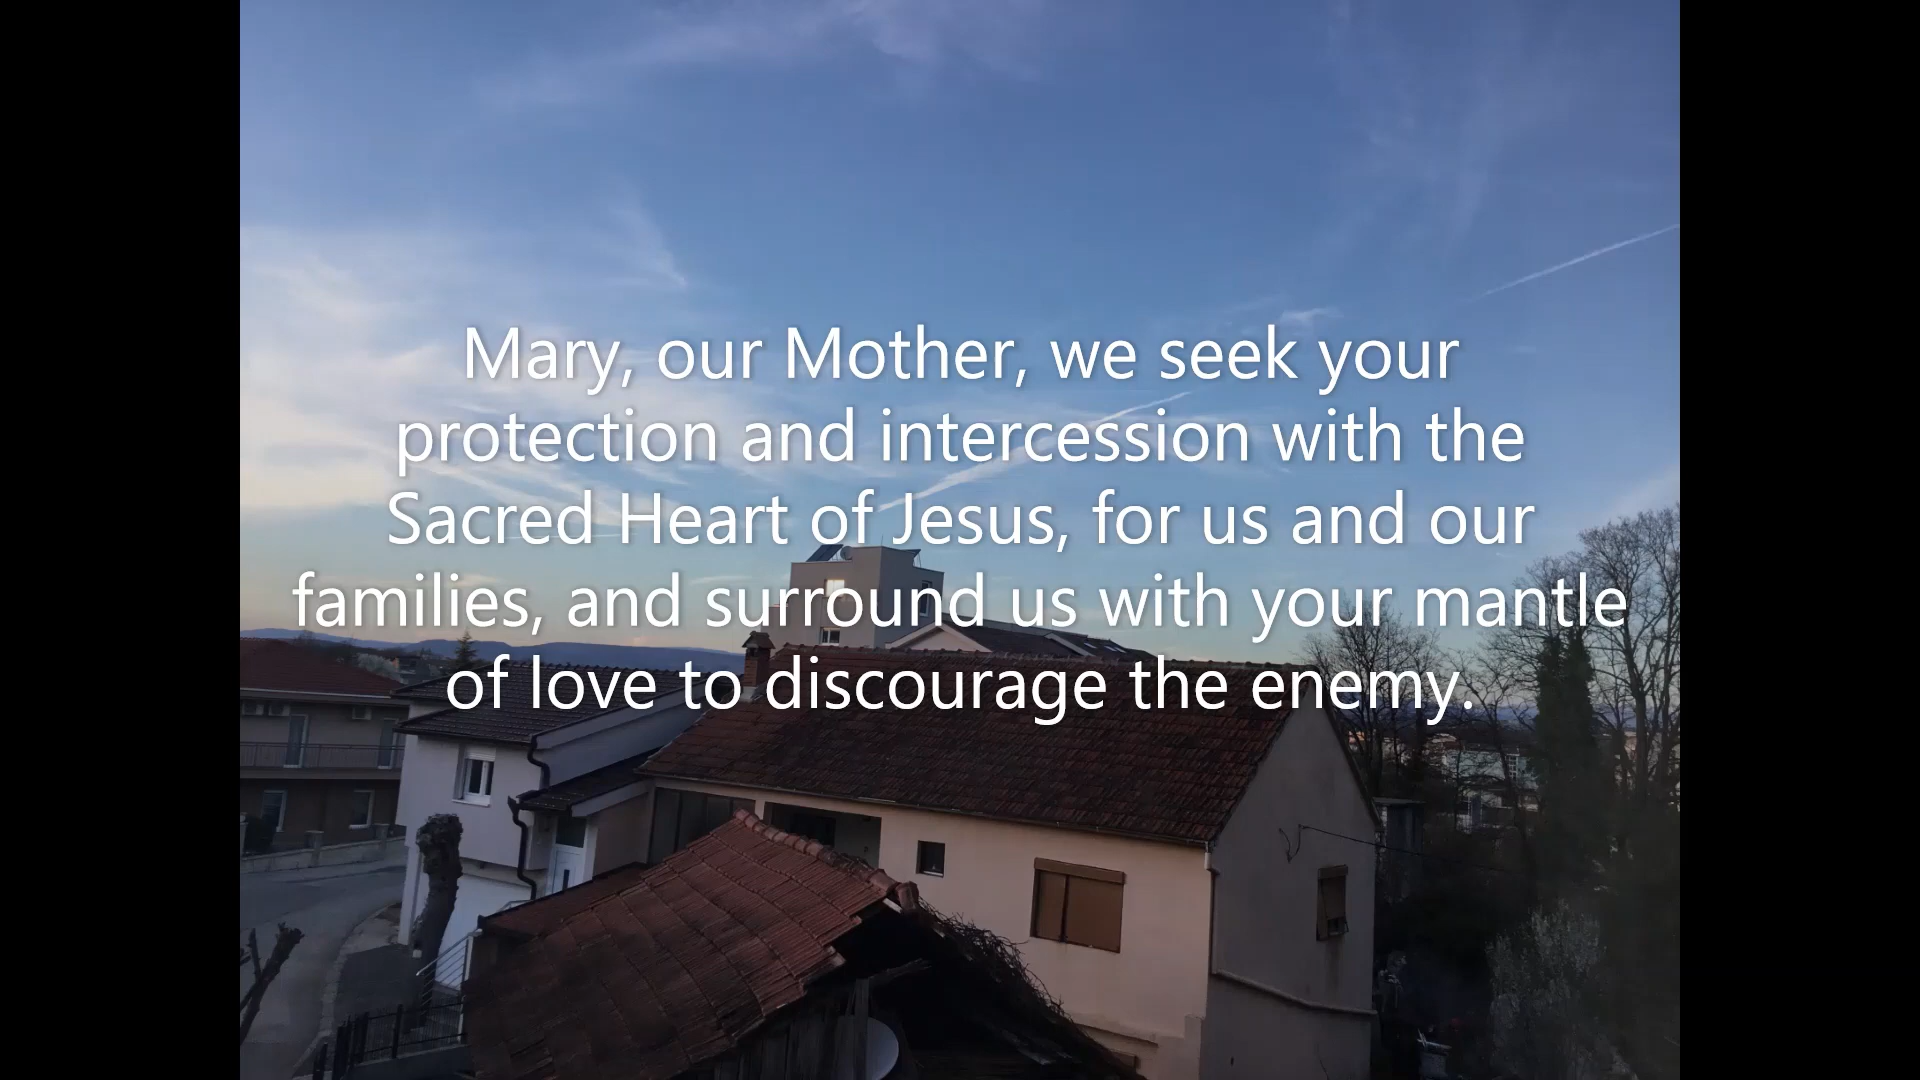 Mary, our Mother, we seek your
protection and intercession with the
Sacred Heart of Jesus, for us and our
families, and surround us with your mantle
of love to discourage the enemy.